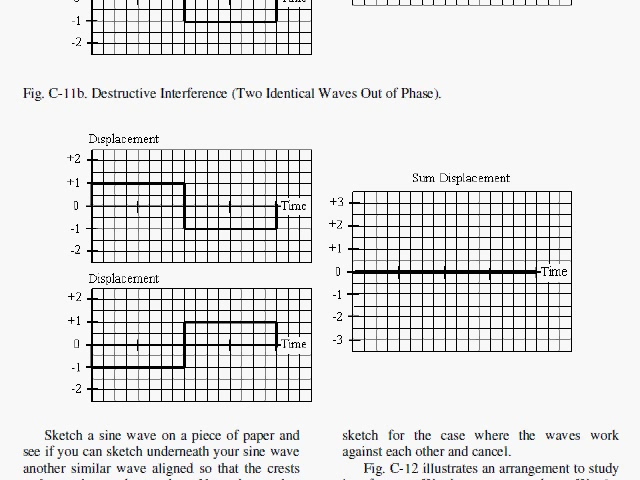 Time
-1
-2
Fig. C-11b. Destructive Interference (Two Identical Waves Out of Phase).
Displacement
+2
+1
0
Time
-1
-2
Displacement
+2
+1
0
Time
-1
-2
Sum Displacement
+3
+2
+1
0
Time
-1
-2
-3
Sketch a sine wave on a piece of paper and
see if you can sketch underneath your sine wave
another similar wave aligned so that the crests
sketch for the case where the waves work
against each other and cancel.
Fig. C-12 illustrates an arrangement to study